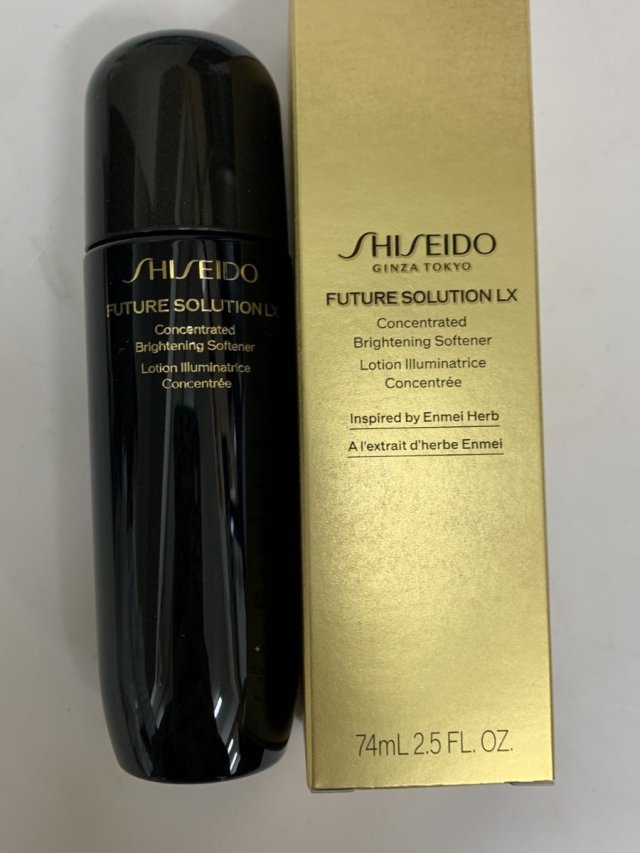 SHISEIDO
FUTURE SOLUTION LX
Concentrated
Brightening Softener
Lotion Illuminatrice
Concentrée
SHISEIDO
GINZA TOKYO
FUTURE SOLUTION LX
Concentrated
Brightening Softener
Lotion Illuminatrice
Concentrée
Inspired by Enmei Herb
A l'extrait d'herbe Enmei
74mL 2.5 FL. OZ.